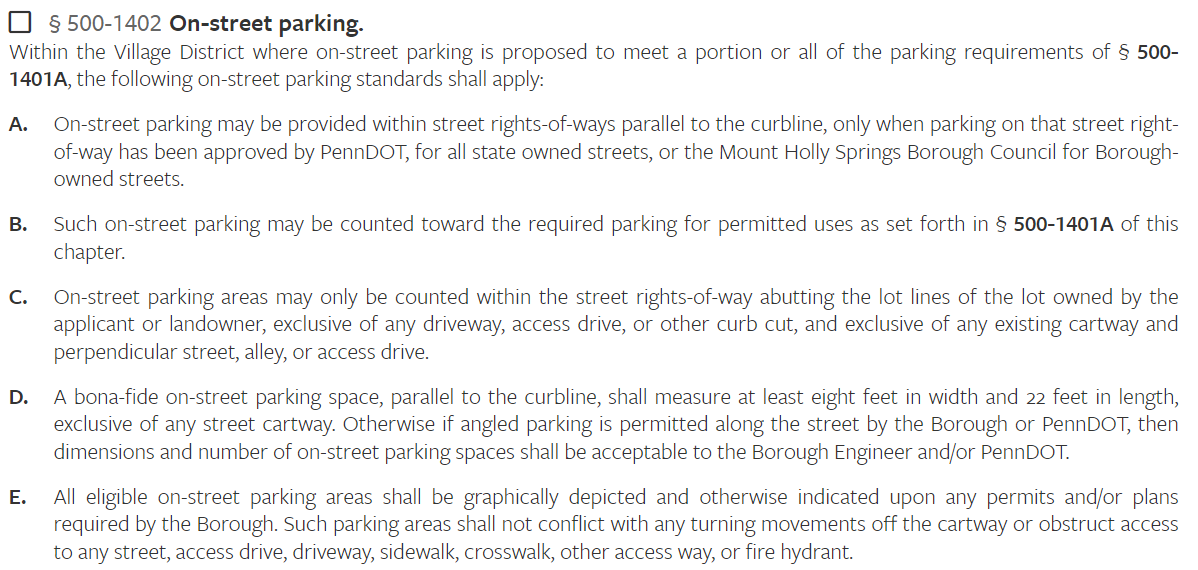 § 500-1402 On-street parking.
Within the Village District where on-street parking is proposed to meet a portion or all of the parking requirements of § 500-
1401A, the following on-street parking standards shall apply:
A. On-street parking may be provided within street rights-of-ways parallel to the curbline, only when parking on that street right-
of-way has been approved by PennDOT, for all state owned streets, or the Mount Holly Springs Borough Council for Borough-
owned streets.
B. Such on-street parking may be counted toward the required parking for permitted uses as set forth in § 500-1401A of this
chapter.
C. On-street parking areas may only be counted within the street rights-of-way abutting the lot lines of the lot owned by the
applicant or landowner, exclusive of any driveway, access drive, or other curb cut, and exclusive of any existing cartway and
perpendicular street, alley, or access drive.
D. A bona-fide on-street parking space, parallel to the curbline, shall measure at least eight feet in width and 22 feet in length,
exclusive of any street cartway. Otherwise if angled parking is permitted along the street by the Borough or PennDOT, then
dimensions and number of on-street parking spaces shall be acceptable to the Borough Engineer and/or PennDOT.
E. All eligible on-street parking areas shall be graphically depicted and otherwise indicated upon any permits and/or plans
required by the Borough. Such parking areas shall not conflict with any turning movements off the cartway or obstruct access
to any street, access drive, driveway, sidewalk, crosswalk, other access way, or fire hydrant.